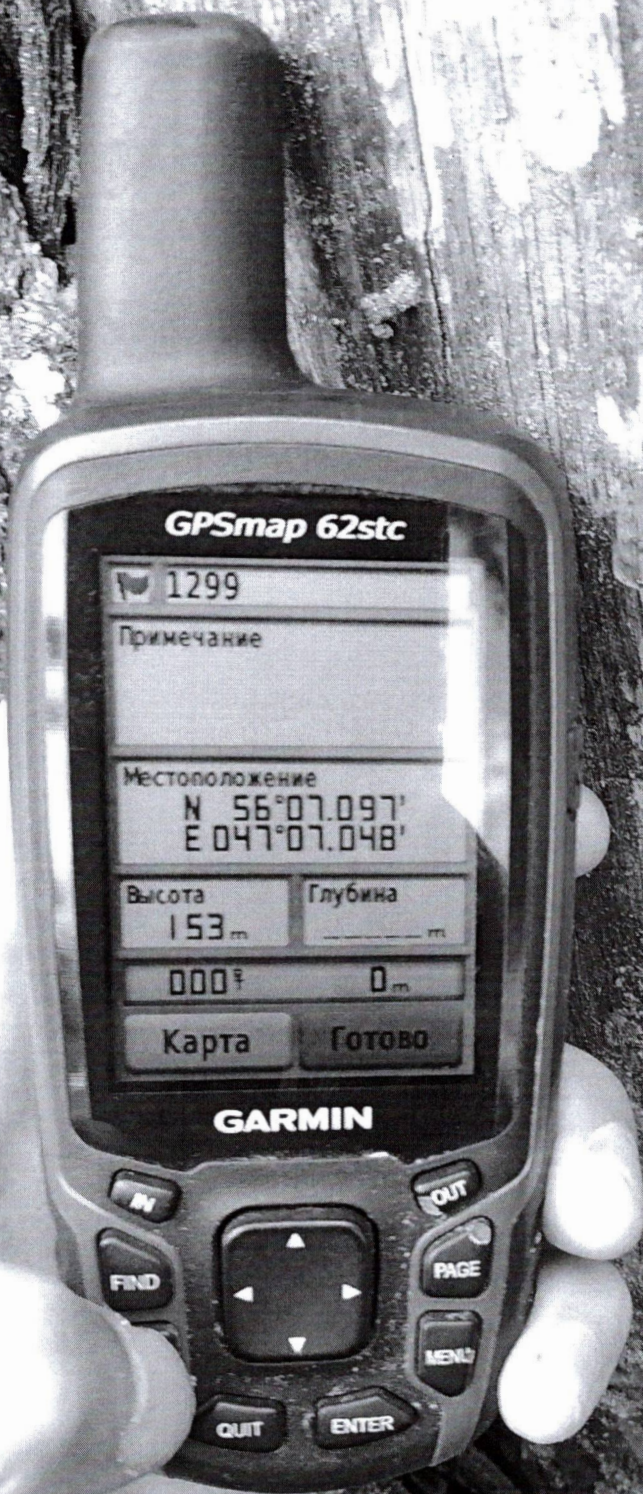 GPSmap 62stc
1299
Примечание
Местоположение
N 56°07.097'
E 047°07.048'
Высота Глубина
153m _____m
000° 0m
Карта Готово
GARMIN
IN OUT
FIND PAGE
MENU
QUIT ENTER